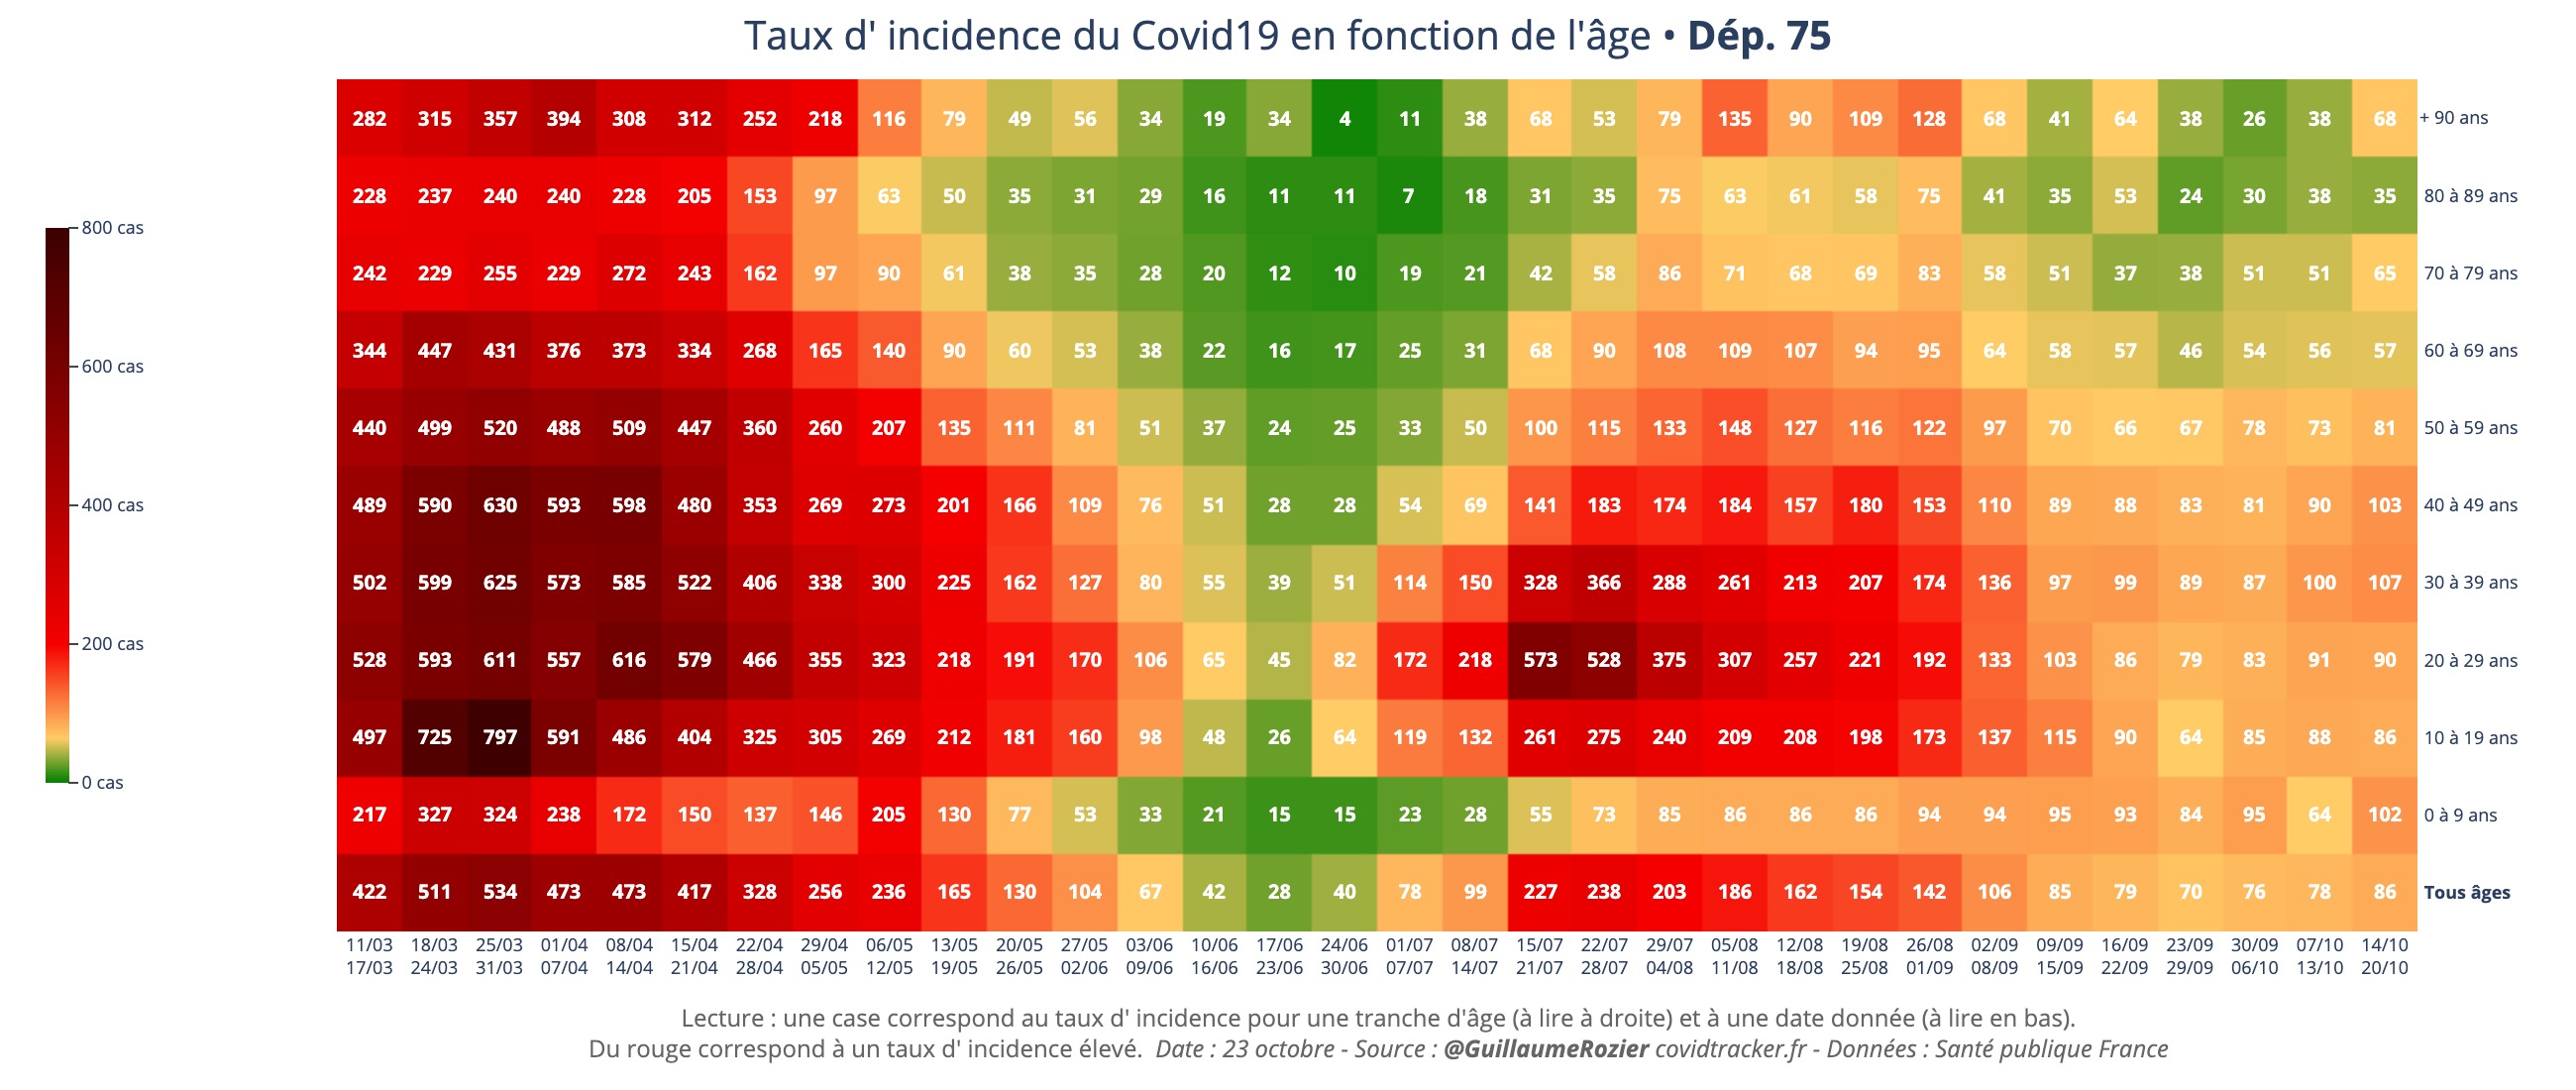 Taux d' incidence du Covid19 en fonction de l'âge • Dép. 75
800 cas
600 cas
400 cas
200 cas
0 cas
282 315 357 394 308 312 252 218 116 79 49 56 34 19 34 4 11 38 68 53 79 135 90 109 128 68 41 64 38 26 38 68 + 90 ans
228 237 240 240 228 205 153 97 63 50 35 31 29 16 11 11 7 18 31 35 75 63 61 58 75 41 35 53 24 30 38 35 80 à 89 ans
242 229 255 229 272 243 162 97 90 61 38 35 28 20 12 10 19 21 42 58 86 71 68 69 83 58 51 37 38 51 51 65 70 à 79 ans
344 447 431 376 373 334 268 165 140 90 60 53 38 22 16 17 25 31 68 90 108 109 107 94 95 64 58 57 46 54 56 57 60 à 69 ans
440 499 520 488 509 447 360 260 207 135 111 81 51 37 24 25 33 50 100 115 133 148 127 116 122 97 70 66 67 78 73 81 50 à 59 ans
489 590 630 593 598 480 353 269 273 201 166 109 76 51 28 28 54 69 141 183 174 184 157 180 153 110 89 88 83 81 90 103 40 à 49 ans
502 599 625 573 585 522 406 338 300 225 162 127 80 55 39 51 114 150 328 366 288 261 213 207 174 136 97 99 89 87 100 107 30 à 39 ans
528 593 611 557 616 579 466 355 323 218 191 170 106 65 45 82 172 218 573 528 375 307 257 221 192 133 103 86 79 83 91 90 20 à 29 ans
497 725 797 591 486 404 325 305 269 212 181 160 98 48 26 64 119 132 261 275 240 209 208 198 173 137 115 90 64 85 88 86 10 à 19 ans
217 327 324 238 172 150 137 146 205 130 77 53 33 21 15 15 23 28 55 73 85 86 86 86 94 94 95 93 84 95 64 102 0 à 9 ans
422 511 534 473 473 417 328 256 236 165 130 104 67 42 28 40 78 99 227 238 203 186 162 154 142 106 85 79 70 76 78 86 Tous âges
11/03 18/03 25/03 01/04 08/04 15/04 22/04 29/04 06/05 13/05 20/05 27/05 03/06 10/06 17/06 24/06 01/07 08/07 15/07 22/07 29/07 05/08 12/08 19/08 26/08 02/09 09/09 16/09 23/09 30/09 07/10 14/10
17/03 24/03 31/03 07/04 14/04 21/04 28/04 05/05 12/05 19/05 26/05 02/06 09/06 16/06 23/06 30/06 07/07 14/07 21/07 28/07 04/08 11/08 18/08 25/08 01/09 08/09 15/09 22/09 29/09 06/10 13/10 20/10
Lecture : une case correspond au taux d' incidence pour une tranche d'âge (à lire à droite) et à une date donnée (à lire en bas).
Du rouge correspond à un taux d' incidence élevé. Date : 23 octobre - Source : @GuillaumeRozier covidtracker.fr - Données : Santé publique France